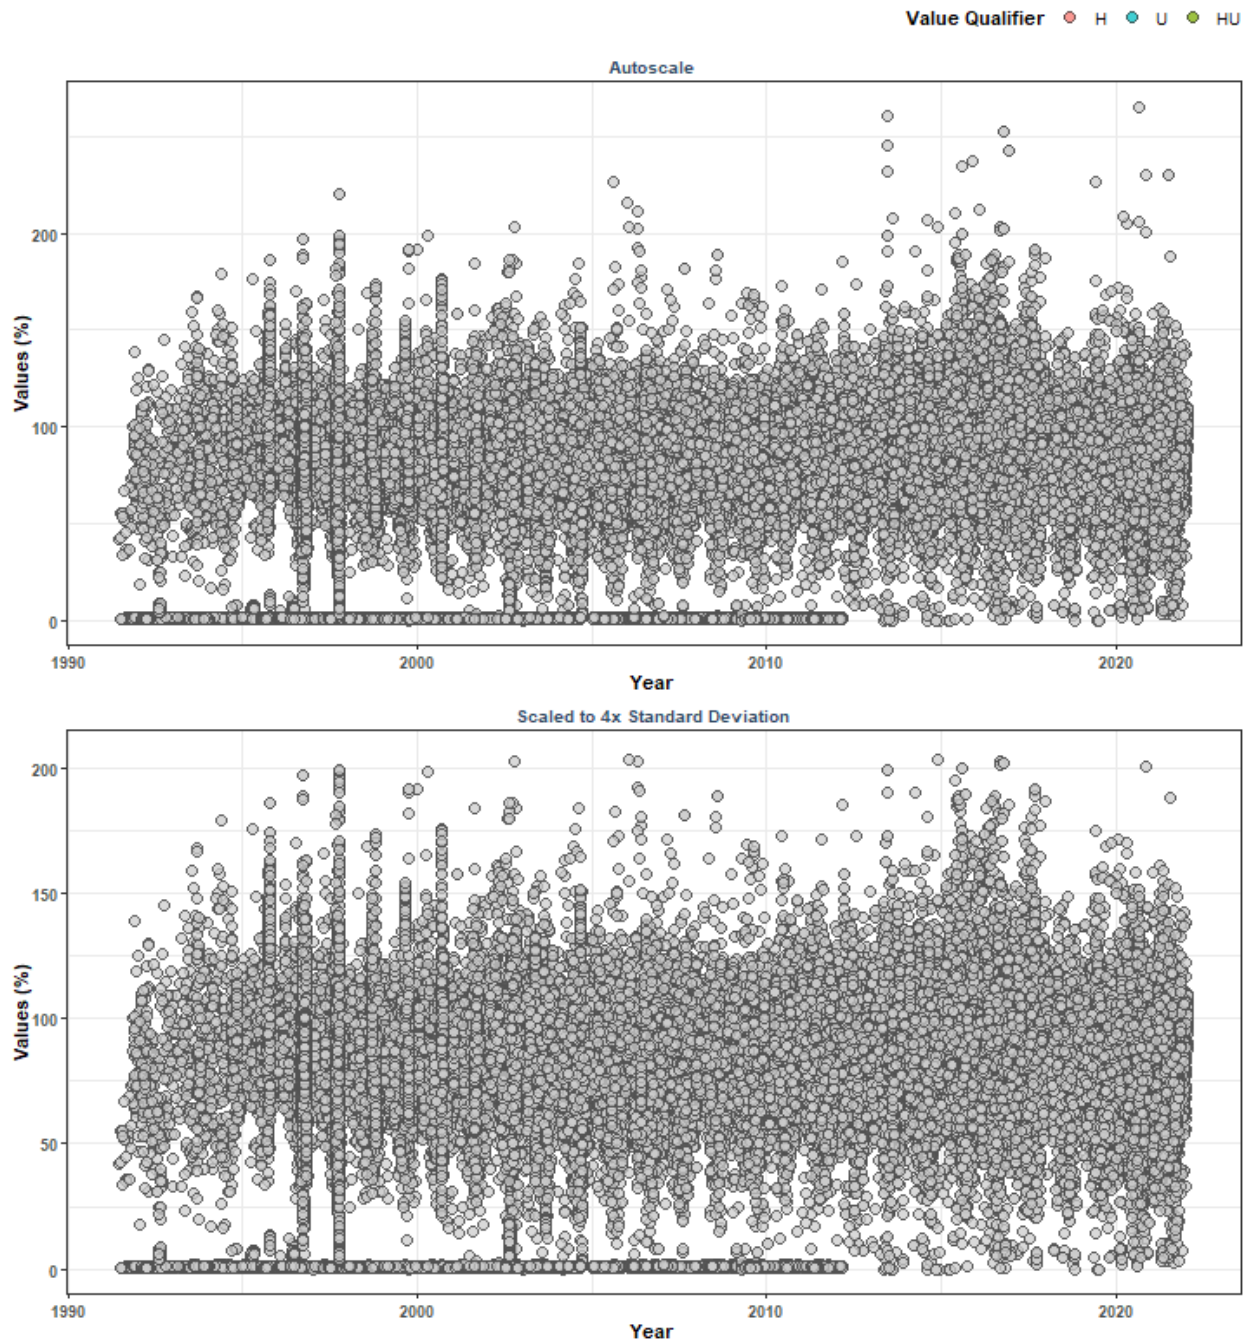 Value Qualifier H U HU
Autoscale
Values (%)
200
100
0
1990 2000 2010 2020
Year
Scaled to 4x Standard Deviation
Values (%)
200
150
100
50
0
1990 2000 2010 2020
Year